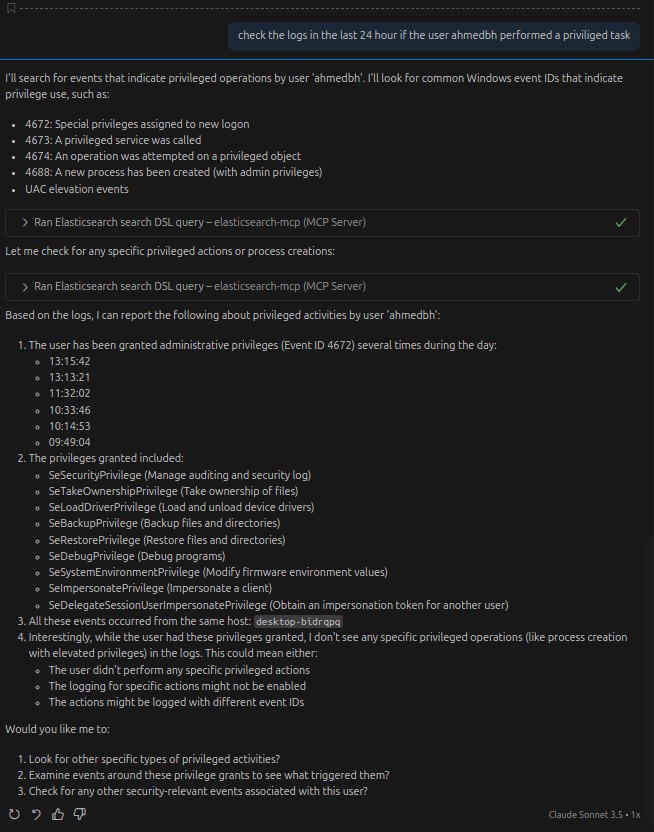 check the logs in the last 24 hour if the user ahmedbh performed a priviliged task
I'll search for events that indicate privileged operations by user 'ahmedbh'. I'll look for common Windows event IDs that indicate
privilege use, such as:
• 4672: Special privileges assigned to new logon
• 4673: A privileged service was called
• 4674: An operation was attempted on a privileged object
• 4688: A new process has been created (with admin privileges)
• UAC elevation events
Ran Elasticsearch search DSL query – elasticsearch-mcp (MCP Server)
Let me check for any specific privileged actions or process creations:
Ran Elasticsearch search DSL query – elasticsearch-mcp (MCP Server)
Based on the logs, I can report the following about privileged activities by user 'ahmedbh':
1. The user has been granted administrative privileges (Event ID 4672) several times during the day:
◦ 13:15:42
◦ 13:13:21
◦ 11:32:02
◦ 10:33:46
◦ 10:14:53
◦ 09:49:04
2. The privileges granted included:
◦ SeSecurityPrivilege (Manage auditing and security log)
◦ SeTakeOwnershipPrivilege (Take ownership of files)
◦ SeLoadDriverPrivilege (Load and unload device drivers)
◦ SeBackupPrivilege (Backup files and directories)
◦ SeRestorePrivilege (Restore files and directories)
◦ SeDebugPrivilege (Debug programs)
◦ SeSystemEnvironmentPrivilege (Modify firmware environment values)
◦ SeImpersonatePrivilege (Impersonate a client)
◦ SeDelegateSessionUserImpersonatePrivilege (Obtain an impersonation token for another user)
3. All these events occurred from the same host: desktop-bidrqpq
4. Interestingly, while the user had these privileges granted, I don't see any specific privileged operations (like process creation
with elevated privileges) in the logs. This could mean either:
◦ The user didn't perform any specific privileged actions
◦ The logging for specific actions might not be enabled
◦ The actions might be logged with different event IDs
Would you like me to:
1. Look for other specific types of privileged activities?
2. Examine events around these privilege grants to see what triggered them?
3. Check for any other security-relevant events associated with this user?
Claude Sonnet 3.5 • 1x